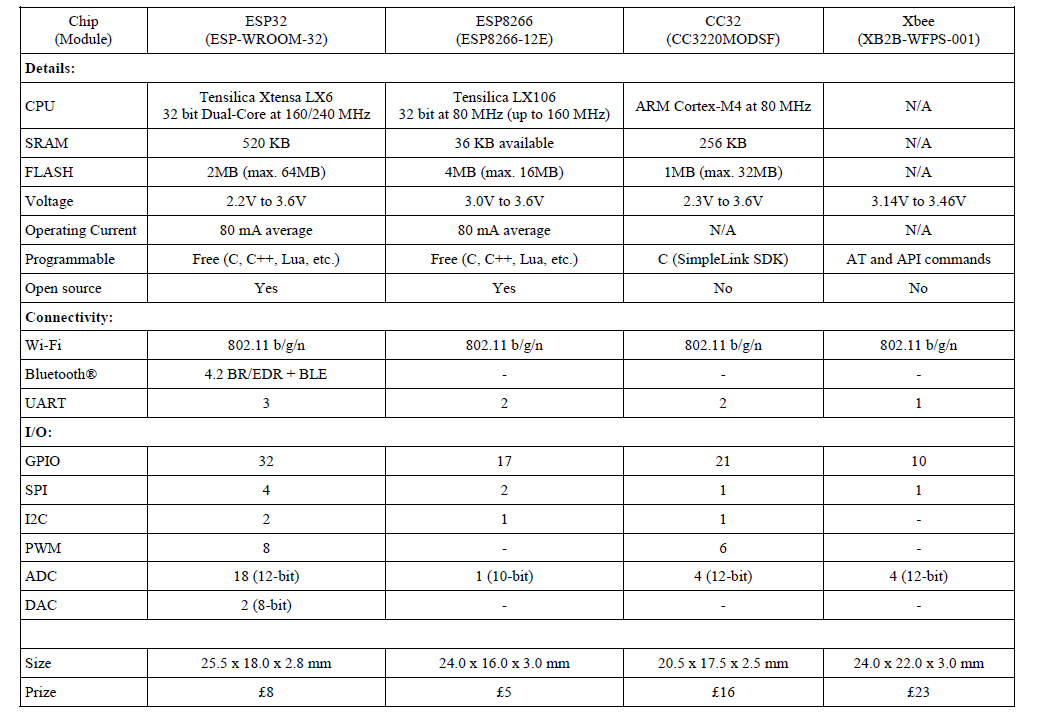 Chip ESP32 ESP8266 CC32 Xbee
(Module) (ESP-WROOM-32) (ESP8266-12E) (CC3220MODSF) (XB2B-WFPS-001)
Details:
CPU Tensilica Xtensa LX6 32 bit Dual-Core at 160/240 MHz Tensilica LX106 32 bit at 80 MHz (up to 160 MHz) ARM Cortex-M4 at 80 MHz N/A
SRAM 520 KB 36 KB available 256 KB N/A
FLASH 2MB (max. 64MB) 4MB (max. 16MB) 1MB (max. 32MB) N/A
Voltage 2.2V to 3.6V 3.0V to 3.6V 2.3V to 3.6V 3.14V to 3.46V
Operating Current 80 mA average 80 mA average N/A N/A
Programmable Free (C, C++, Lua, etc.) Free (C, C++, Lua, etc.) C (SimpleLink SDK) AT and API commands
Open source Yes Yes No No
Connectivity:
Wi-Fi 802.11 b/g/n 802.11 b/g/n 802.11 b/g/n 802.11 b/g/n
Bluetooth® 4.2 BR/EDR + BLE - - -
UART 3 2 2 1
I/O:
GPIO 32 17 21 10
SPI 4 2 1 1
I2C 2 1 1 -
PWM 8 - 6 -
ADC 18 (12-bit) 1 (10-bit) 4 (12-bit) 4 (12-bit)
DAC 2 (8-bit) - - -
Size 25.5 x 18.0 x 2.8 mm 24.0 x 16.0 x 3.0 mm 20.5 x 17.5 x 2.5 mm 24.0 x 22.0 x 3.0 mm
Prize £8 £5 £16 £23